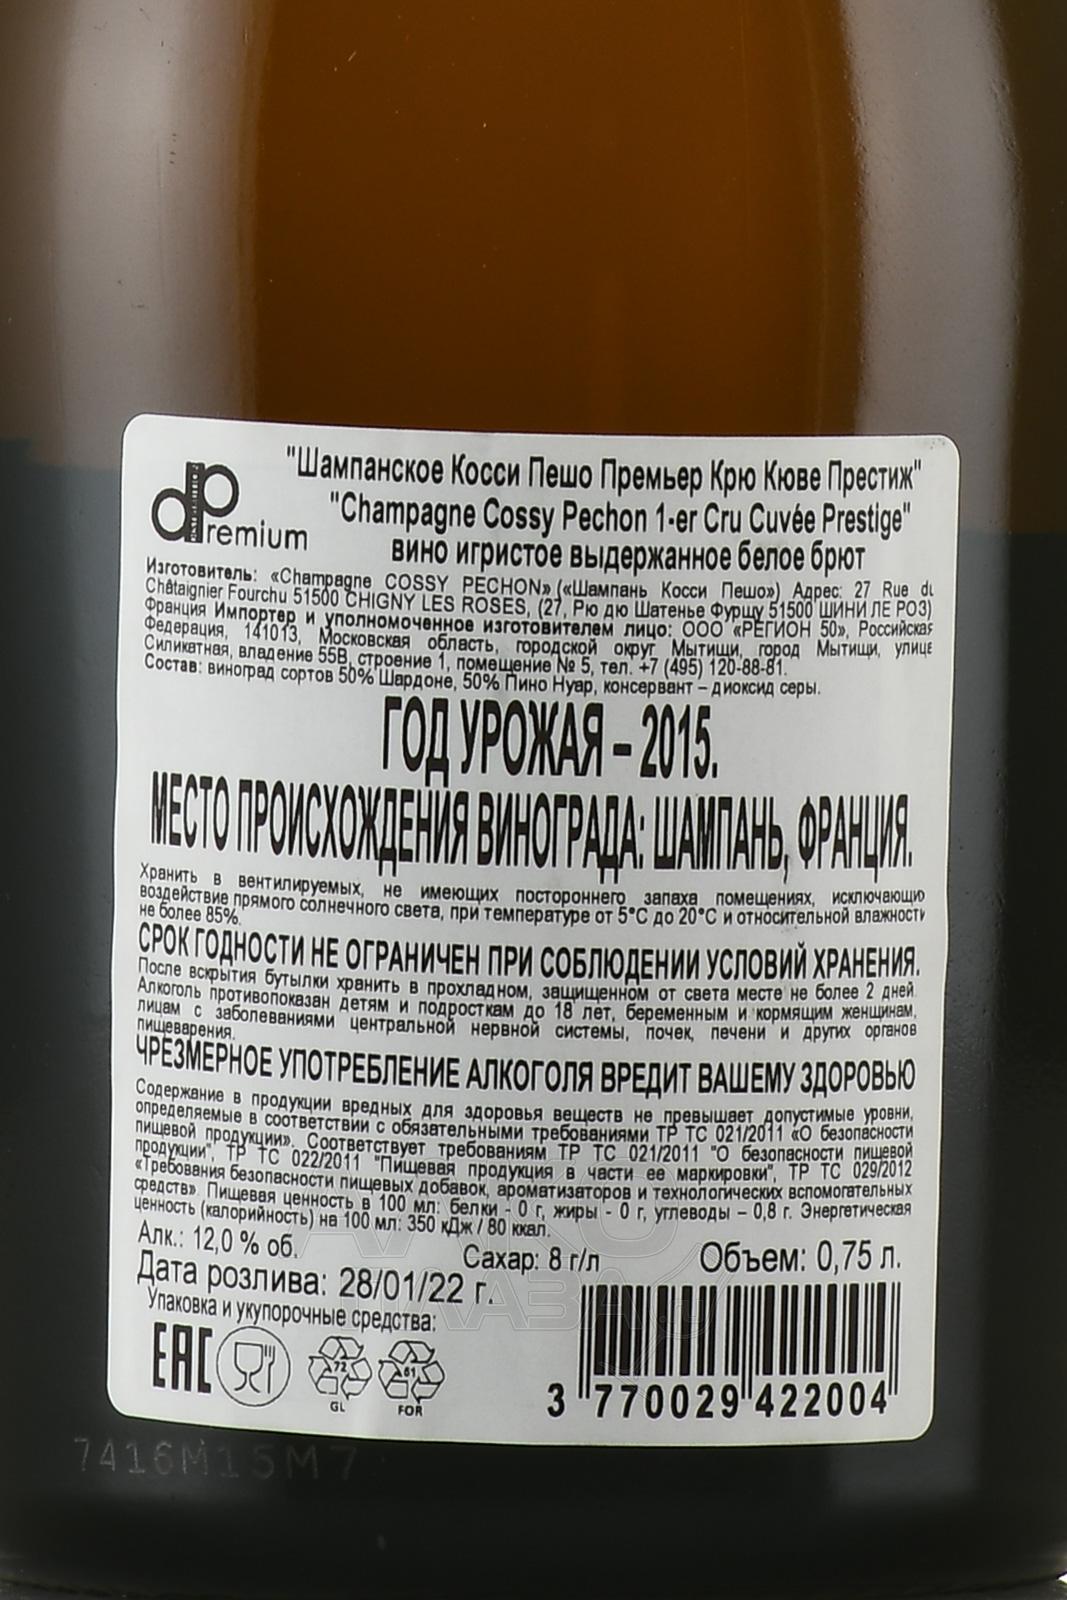 "Шампанское Косси Пешо Премьер Крю Кюве Престиж"
"Champagne Cossy Pechon 1-er Cru Cuvée Prestige"
вино игристое выдержанное белое брют
dPremium
Изготовитель: «Champagne COSSY PECHON» («Шампань Косси Пешо») Адрес: 27 Rue du
Châtaignier Fourchu 51500 CHIGNY LES ROSES, (27, Рю дю Шатенье Фуршу 51500 ШИНИ ЛЕ РОЗ)
Франция Импортер и уполномоченное изготовителем лицо: ООО «РЕГИОН 50», Российская
Федерация, 141013, Московская область, городской округ Мытищи, город Мытищи, улице
Силикатная, владение 55В, строение 1, помещение № 5, тел. +7 (495) 120-88-81.
Состав: виноград сортов 50% Шардоне, 50% Пино Нуар, консервант – диоксид серы.
ГОД УРОЖАЯ – 2015.
МЕСТО ПРОИСХОЖДЕНИЯ ВИНОГРАДА: ШАМПАНЬ, ФРАНЦИЯ.
Хранить в вентилируемых, не имеющих постороннего запаха помещениях, исключающих
воздействие прямого солнечного света, при температуре от 5°С до 20°С и относительной влажности
не более 85%.
СРОК ГОДНОСТИ НЕ ОГРАНИЧЕН ПРИ СОБЛЮДЕНИИ УСЛОВИЙ ХРАНЕНИЯ.
После вскрытия бутылки хранить в прохладном, защищенном от света месте не более 2 дней.
Алкоголь противопоказан детям и подросткам до 18 лет, беременным и кормящим женщинам,
лицам с заболеваниями центральной нервной системы, почек, печени и других органов
пищеварения.
ЧРЕЗМЕРНОЕ УПОТРЕБЛЕНИЕ АЛКОГОЛЯ ВРЕДИТ ВАШЕМУ ЗДОРОВЬЮ
Содержание в продукции вредных для здоровья веществ не превышает допустимые уровни,
определяемые в соответствии с обязательными требованиями ТР ТС 021/2011 «О безопасности
пищевой продукции». Соответствует требованиям ТР ТС 021/2011 "О безопасности пищевой
продукции", ТР ТС 022/2011 "Пищевая продукция в части ее маркировки", ТР ТС 029/2012
«Требования безопасности пищевых добавок, ароматизаторов и технологических вспомогательных
средств». Пищевая ценность в 100 мл: белки - 0 г, жиры - 0 г, углеводы – 0,8 г. Энергетическая
ценность (калорийность) на 100 мл: 350 кДж / 80 ккал.
Алк.: 12,0 % об. Сахар: 8 г/л Объем: 0,75 л.
Дата розлива: 28/01/22 г.
Упаковка и укупорочные средства:
EAC
72 GL
61 FOR
3 770029 422004
7416M15M7